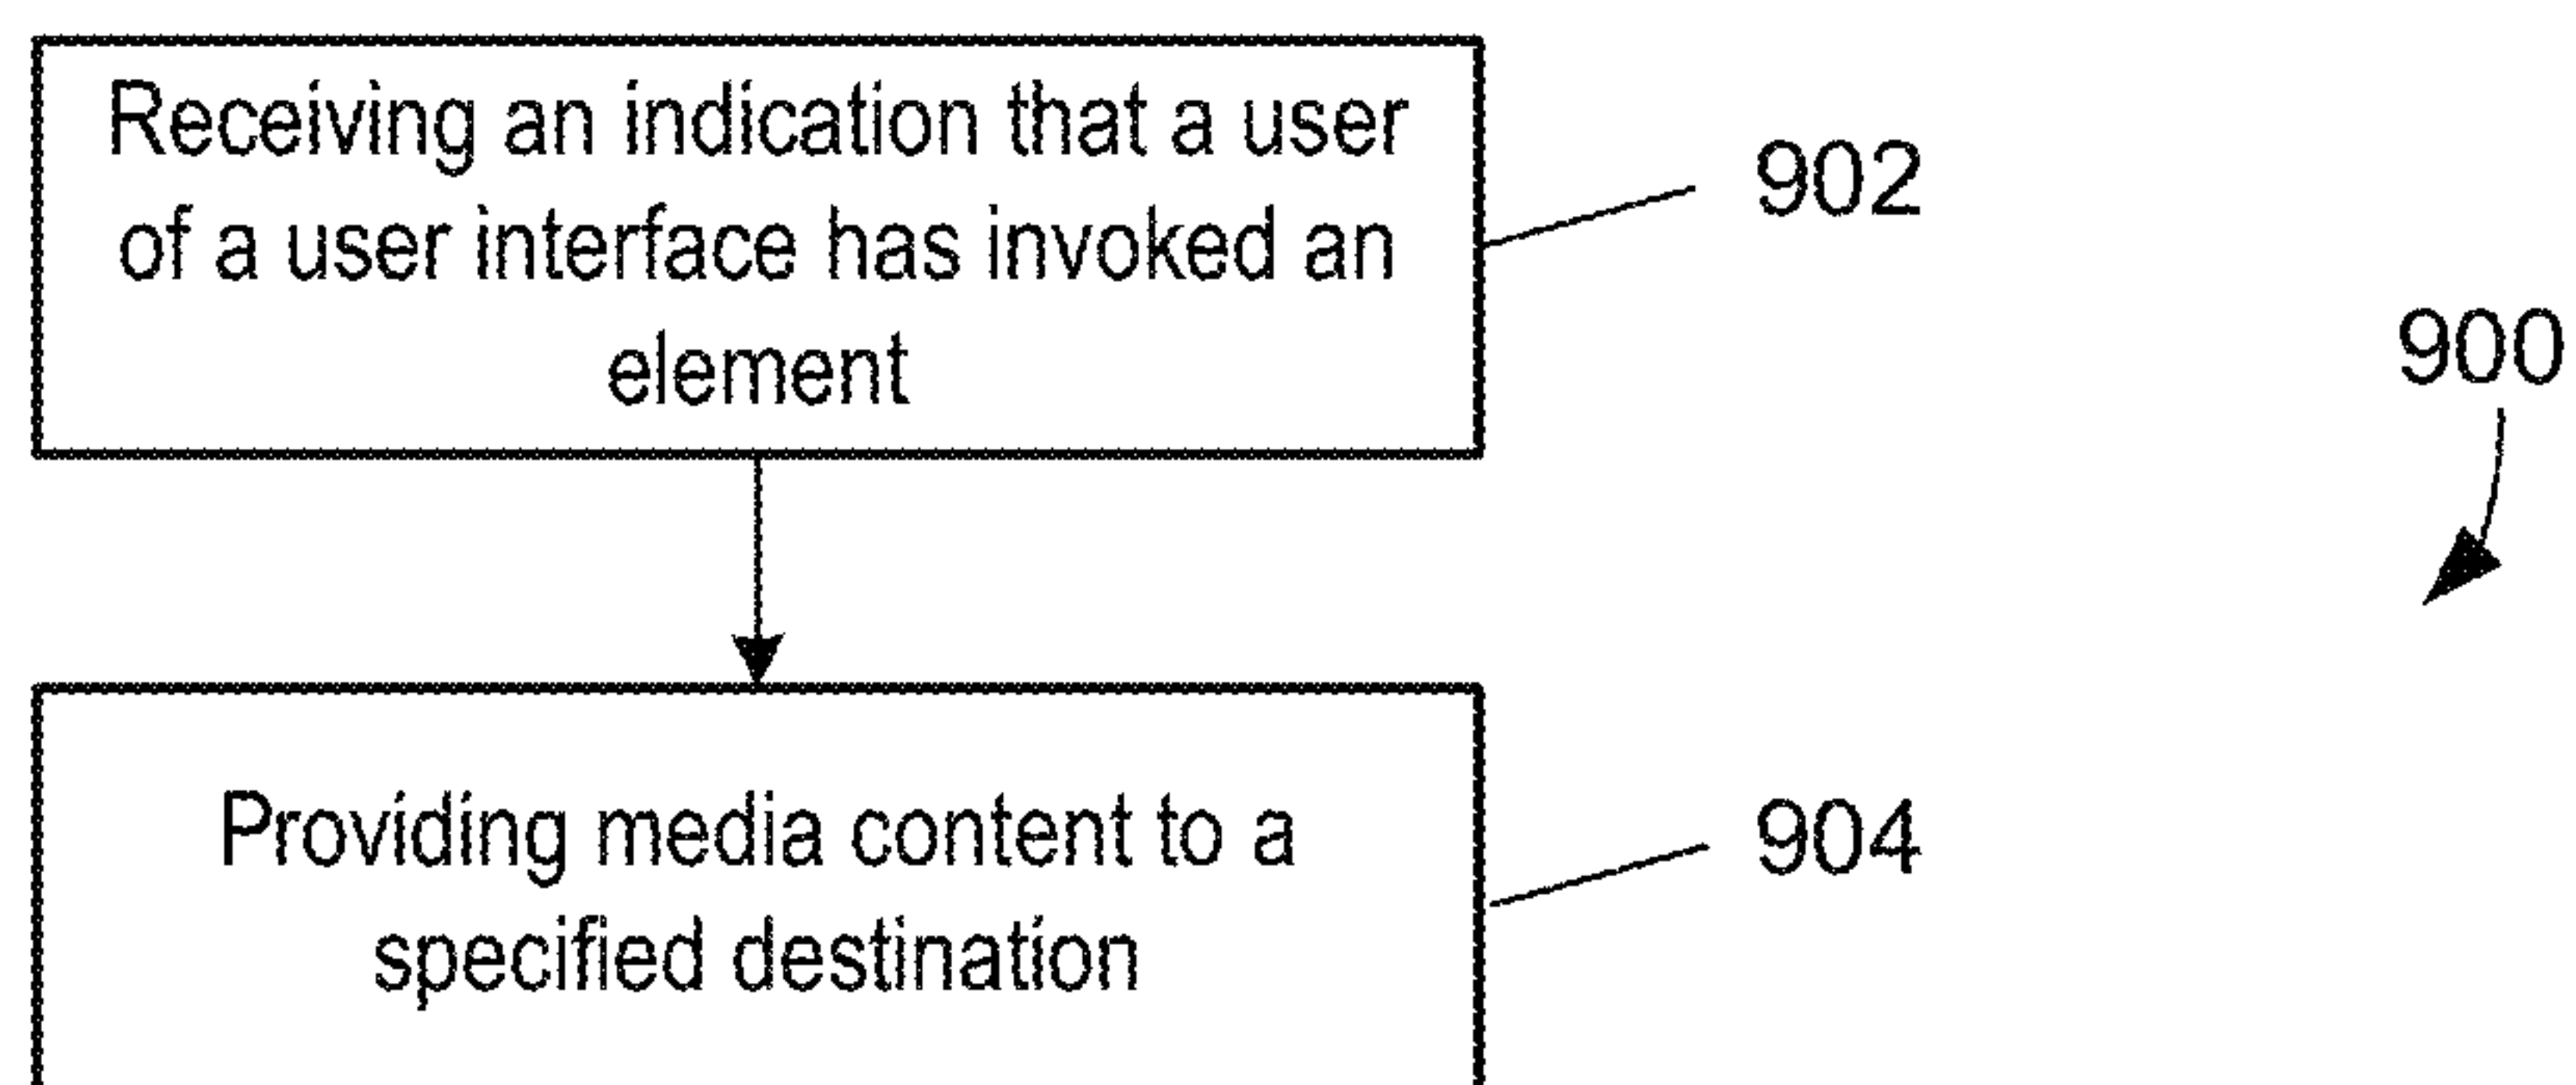 Receiving an indication that a user
of a user interface has invoked an
element
902
900
Providing media content to a
specified destination
904